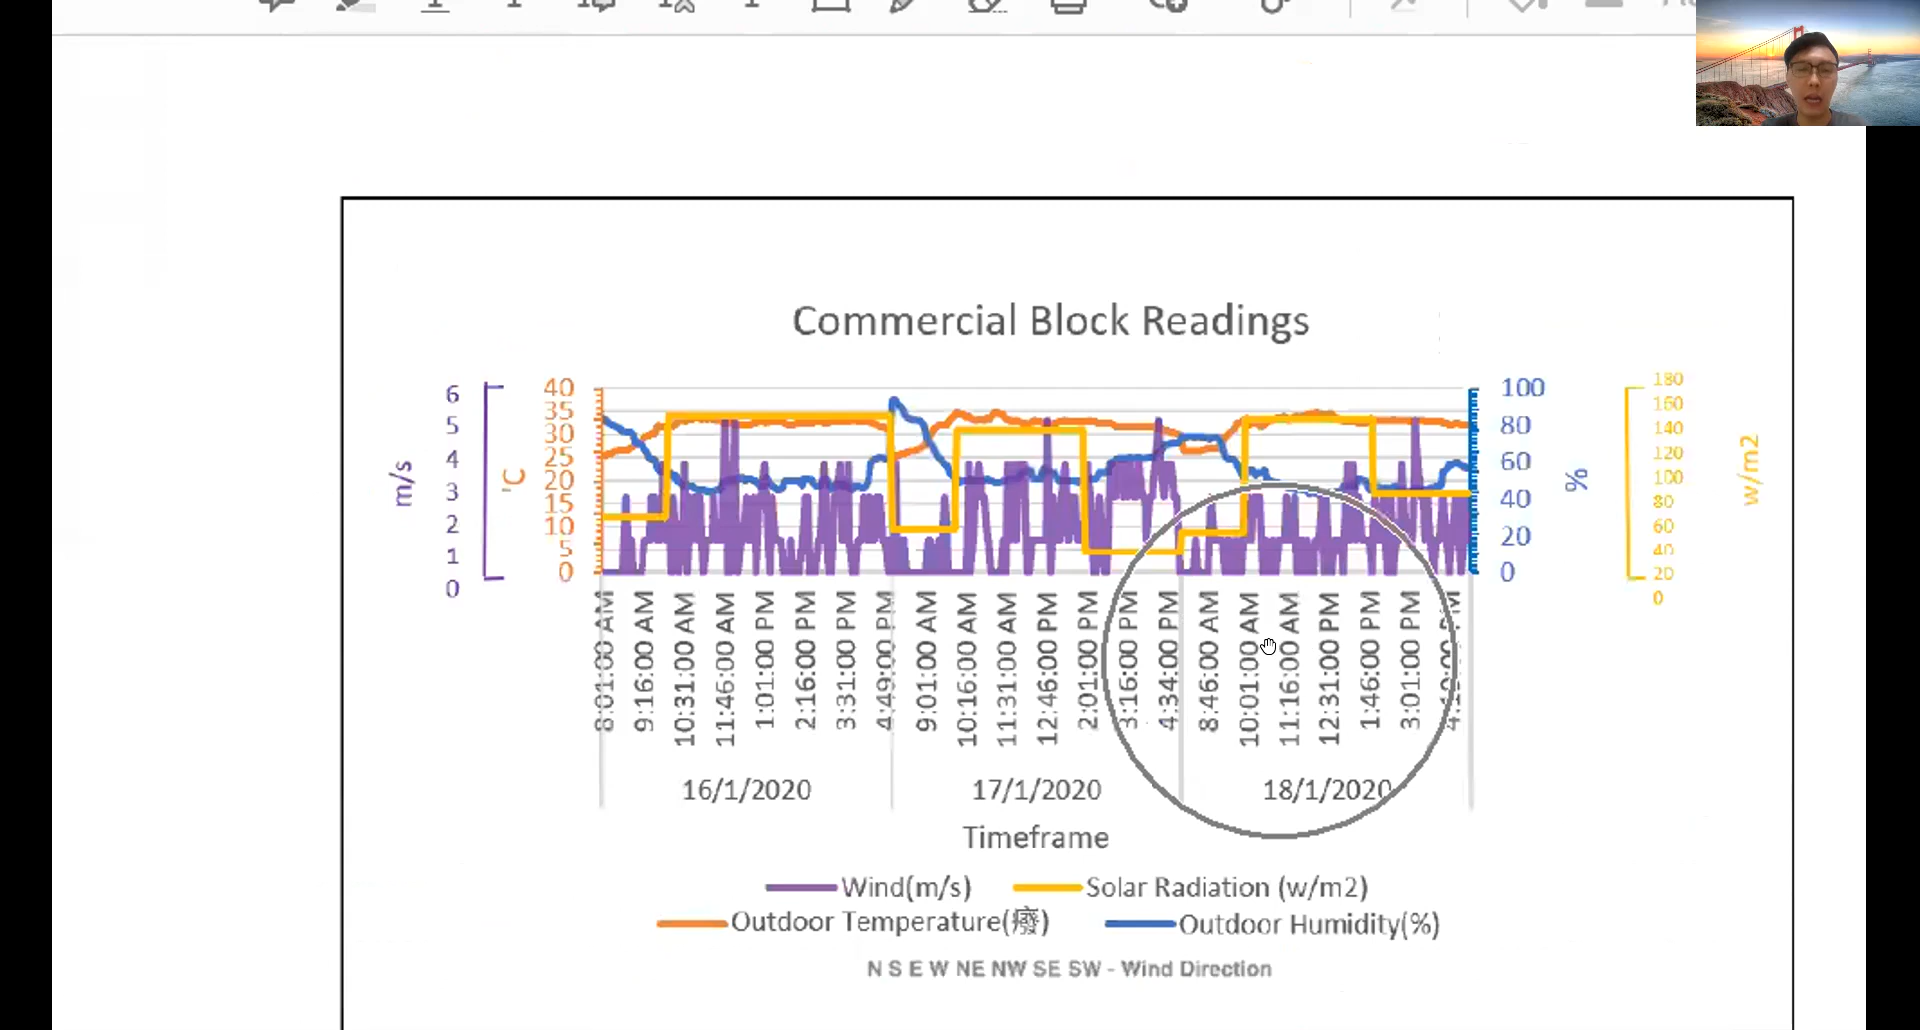 Commercial Block Readings
6
5
4
3
2
1
0
m/s
40
35
30
25
20
15
10
5
0
'C
100
80
60
40
20
0
%
180
160
140
120
100
80
60
40
20
0
w/m2
8:01:00 AM
9:16:00 AM
10:31:00 AM
11:46:00 AM
1:01:00 PM
2:16:00 PM
3:31:00 PM
4:49:00 PM
9:01:00 AM
10:16:00 AM
11:31:00 AM
12:46:00 PM
2:01:00 PM
3:16:00 PM
4:34:00 PM
8:46:00 AM
10:01:00 AM
11:16:00 AM
12:31:00 PM
1:46:00 PM
3:01:00 PM
16/1/2020 17/1/2020 18/1/2020
Timeframe
Wind(m/s) Solar Radiation (w/m2)
Outdoor Temperature(癈) Outdoor Humidity(%)
N S E W NE NW SE SW - Wind Direction